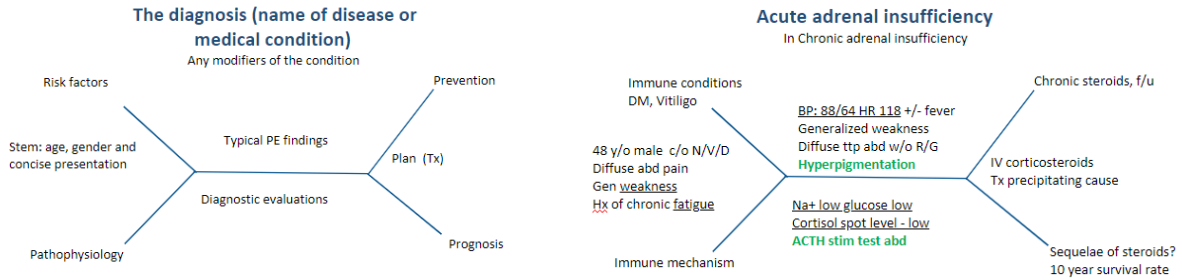 The diagnosis (name of disease or
medical condition)
Any modifiers of the condition
Risk factors
Prevention
Stem: age, gender and
concise presentation
Typical PE findings
Plan (Tx)
Diagnostic evaluations
Pathophysiology
Prognosis
Acute adrenal insufficiency
In Chronic adrenal insufficiency
Immune conditions
DM, Vitiligo
Chronic steroids, f/u
BP: 88/64 HR 118 +/- fever
Generalized weakness
Diffuse ttp abd w/o R/G
Hyperpigmentation
48 y/o male c/o N/V/D
Diffuse abd pain
Gen weakness
Hx of chronic fatigue
IV corticosteroids
Tx precipitating cause
Na+ low glucose low
Cortisol spot level - low
ACTH stim test abd
Immune mechanism
Sequelae of steroids?
10 year survival rate